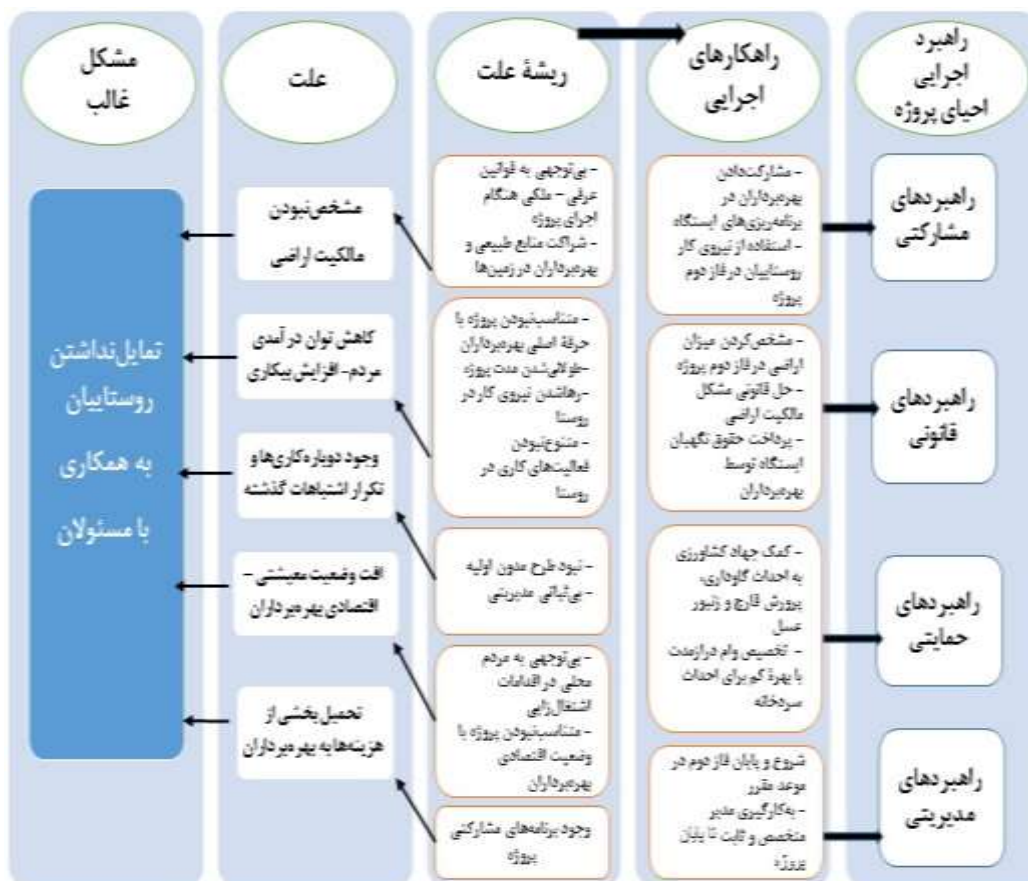 راهبرد
اجرایی
احیای پروژه
راهبردهای
مشارکتی
راهبردهای
قانونی
راهبردهای
حمایتی
راهبردهای
مدیریتی
راهکارهای
اجرایی
- مشارکت‌دادن
بهره‌برداران در
برنامه‌ریزی‌های ایستگاه
- استفاده از نیروی کار
روستاییان در فاز دوم
پروژه
- مشخص‌کردن میزان
اراضی در فاز دوم پروژه
- حل قانونی مشکل
مالکیت اراضی
- پرداخت حقوق نگهبان
ایستگاه توسط
بهره‌برداران
- کمک جهاد کشاورزی
به احداث گاوداری،
پرورش قارچ و زنبور
عسل
- تخصیص وام درازمدت
با بهرهٔ کم برای احداث
سردخانه
شروع و پایان فاز دوم در
موعد مقرر
- به‌کارگیری مدیر
متخصص و ثابت تا پایان
پروژه
ریشهٔ علت
- بی‌توجهی به قوانین
عرفی - ملکی هنگام
اجرای پروژه
- شراکت منابع طبیعی و
بهره‌برداران در زمین‌ها
- متناسب‌نبودن پروژه با
حرفهٔ اصلی بهره‌برداران
- طولانی‌شدن مدت پروژه
- رهاشدن نیروی کار در
روستا
- متنوع‌نبودن
فعالیت‌های کاری در
روستا
- نبود طرح مدون اولیه
- بی‌ثباتی مدیریتی
- بی‌توجهی به مردم
محلی در اقدامات
اشتغال‌زایی
- متناسب‌نبودن پروژه با
وضعیت اقتصادی
بهره‌برداران
وجود برنامه‌های مشارکتی
پروژه
علت
مشخص‌نبودن
مالکیت اراضی
کاهش توان درآمدی
مردم - افزایش بیکاری
وجود دوباره‌کاری‌ها و
تکرار اشتباهات گذشته
افت وضعیت معیشتی -
اقتصادی بهره‌برداران
تحمیل بخشی از
هزینه‌ها به بهره‌برداران
مشکل
غالب
تمایل‌نداشتن
روستاییان
به همکاری
با مسئولان